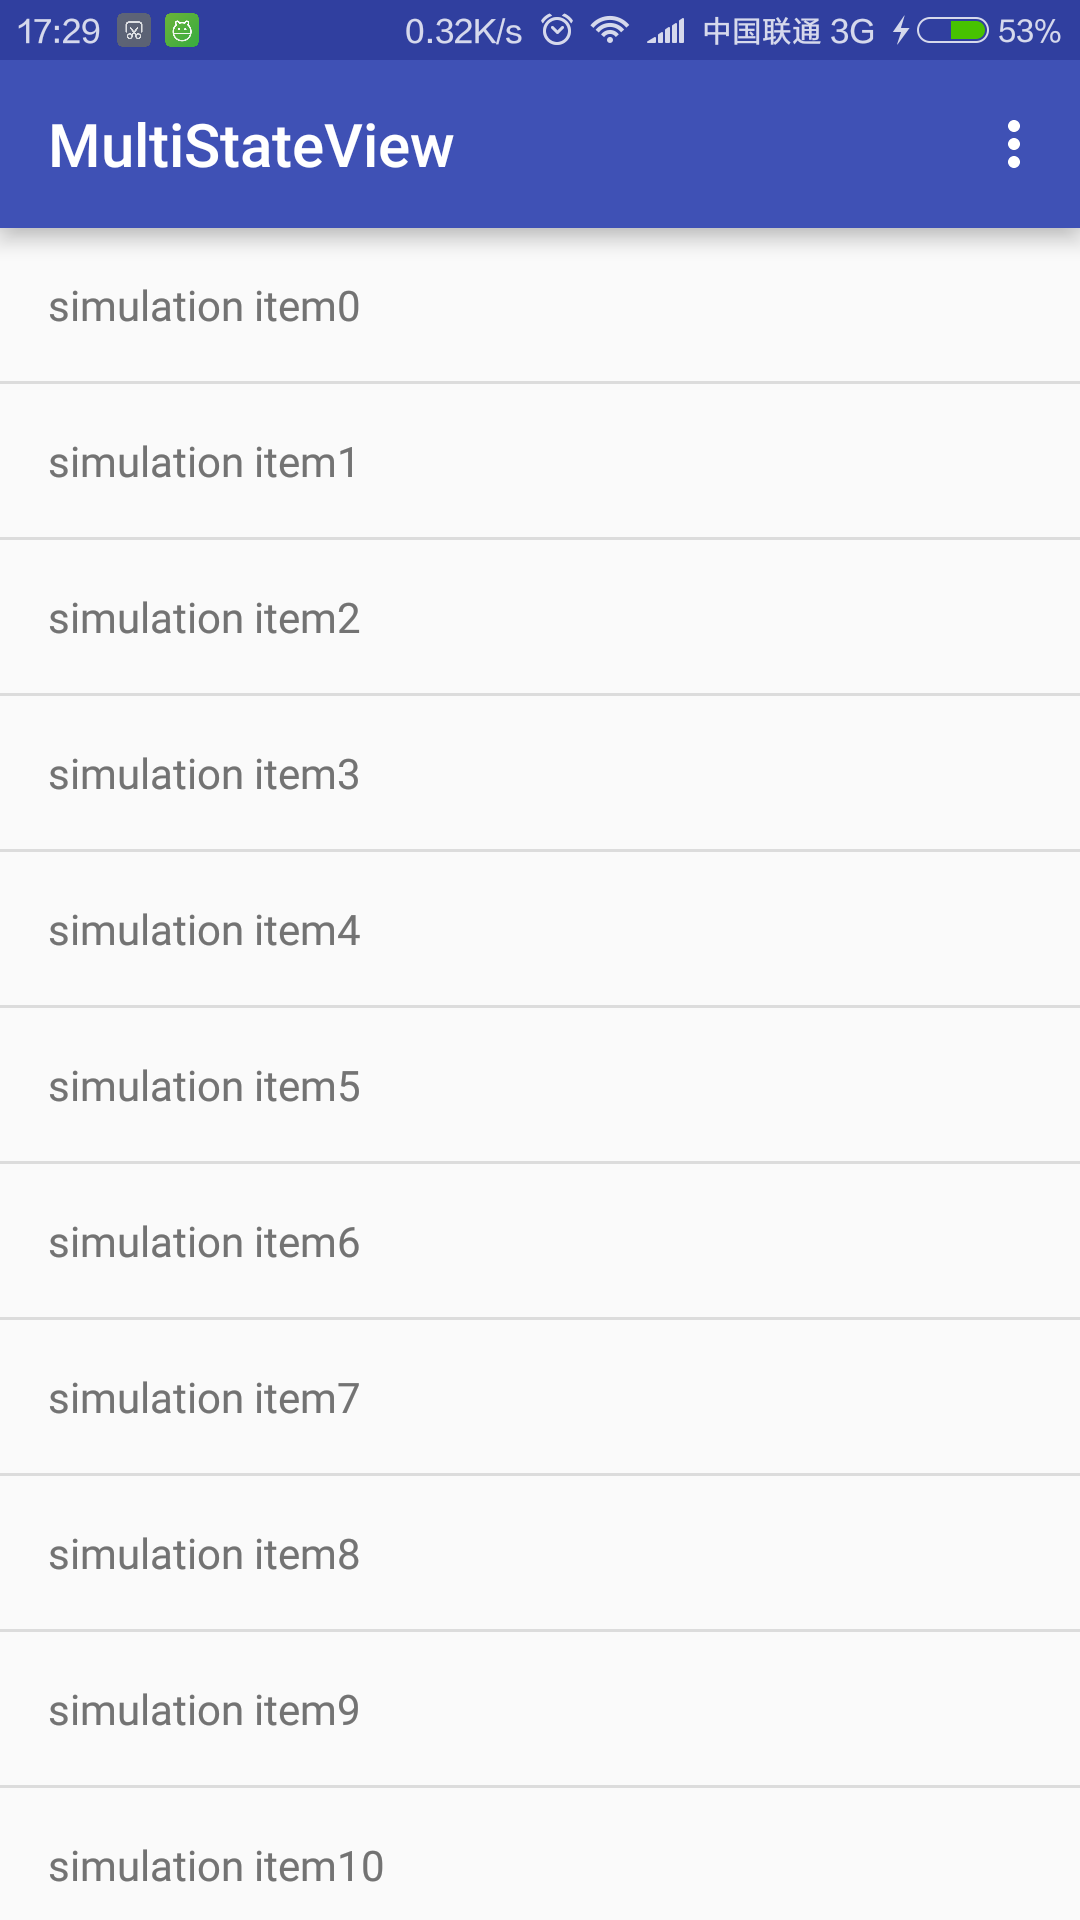 17:29 0.32K/s 中国联通 3G 53%
MultiStateView
simulation item0
simulation item1
simulation item2
simulation item3
simulation item4
simulation item5
simulation item6
simulation item7
simulation item8
simulation item9
simulation item10